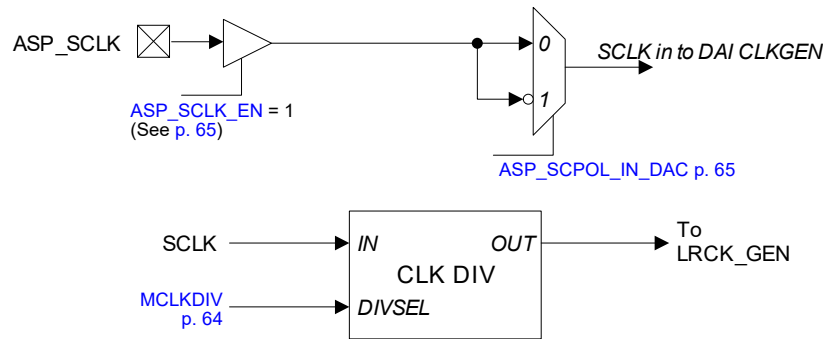 ASP_SCLK
0
SCLK in to DAI CLKGEN
1
ASP_SCLK_EN = 1
(See p. 65)
ASP_SCPOL_IN_DAC p. 65
SCLK
IN
OUT
To
LRCK_GEN
CLK DIV
MCLKDIV
p. 64
DIVSEL